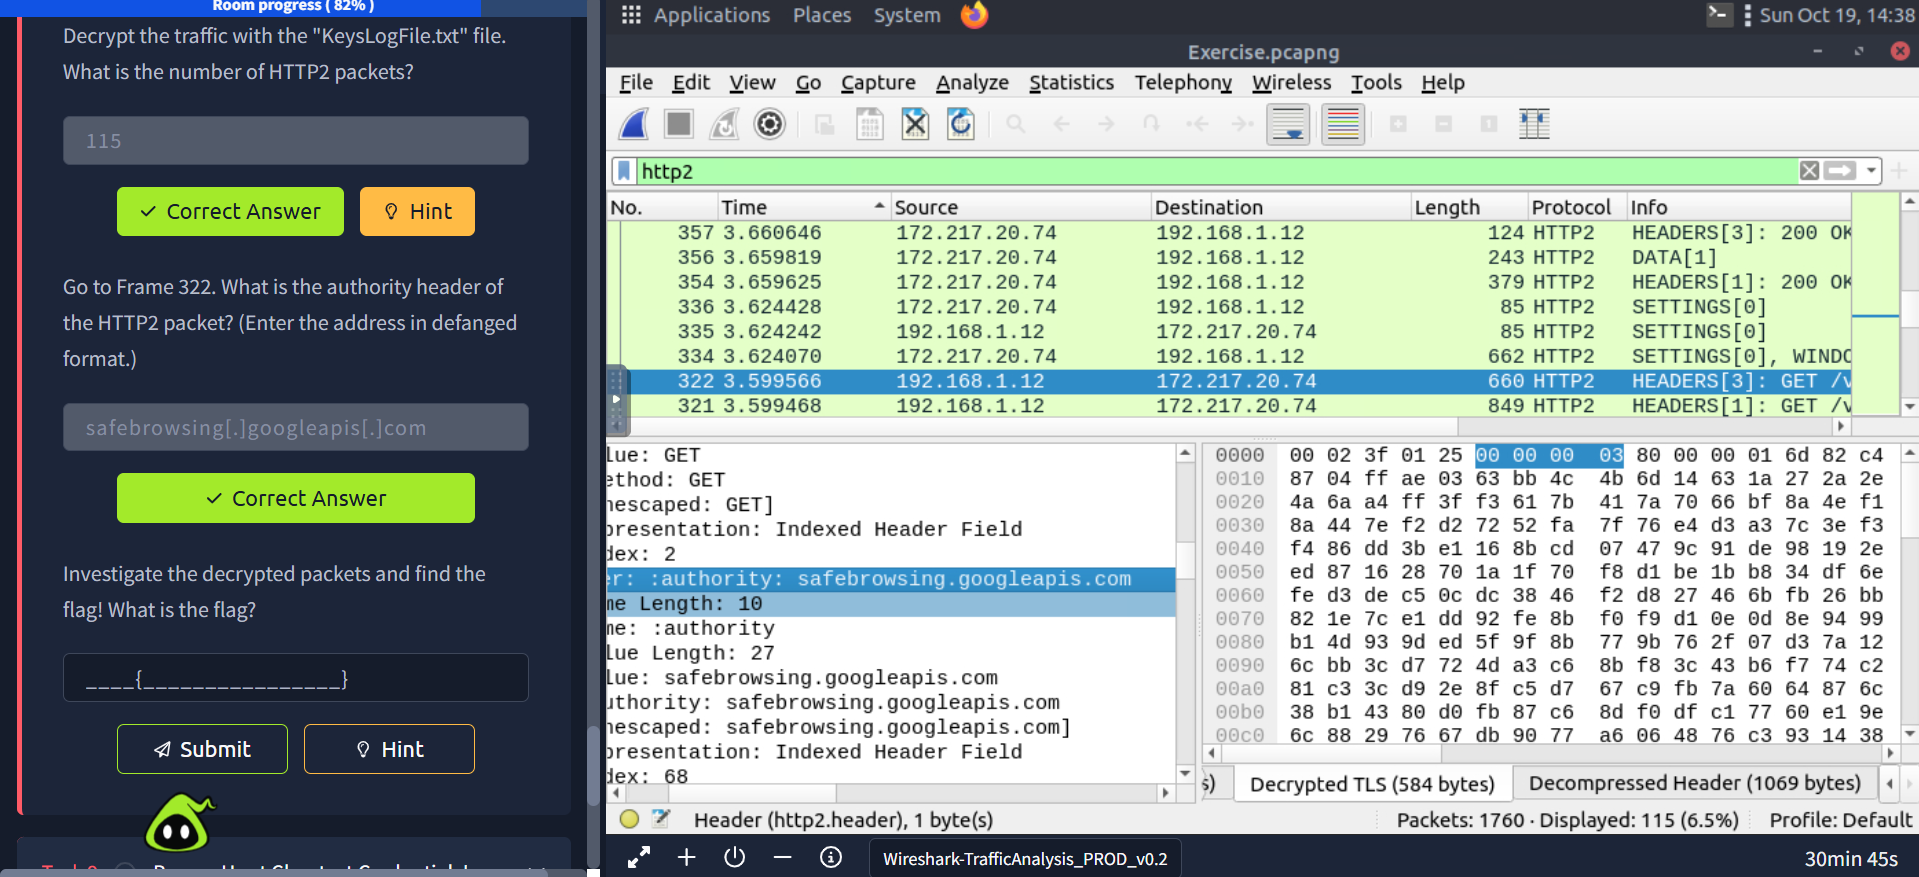 Room progress ( 82% )
Decrypt the traffic with the "KeysLogFile.txt" file.
What is the number of HTTP2 packets?
115
Correct Answer
Hint
Go to Frame 322. What is the authority header of
the HTTP2 packet? (Enter the address in defanged
format.)
safebrowsing[.]googleapis[.]com
Correct Answer
Investigate the decrypted packets and find the
flag! What is the flag?
____{________________}
Submit
Hint
Applications Places System
Sun Oct 19, 14:38
Exercise.pcapng
File Edit View Go Capture Analyze Statistics Telephony Wireless Tools Help
http2
No. Time Source Destination Length Protocol Info
357 3.660646 172.217.20.74 192.168.1.12 124 HTTP2 HEADERS[3]: 200 OK
356 3.659819 172.217.20.74 192.168.1.12 243 HTTP2 DATA[1]
354 3.659625 172.217.20.74 192.168.1.12 379 HTTP2 HEADERS[1]: 200 OK
336 3.624428 172.217.20.74 192.168.1.12 85 HTTP2 SETTINGS[0]
335 3.624242 192.168.1.12 172.217.20.74 85 HTTP2 SETTINGS[0]
334 3.624070 172.217.20.74 192.168.1.12 662 HTTP2 SETTINGS[0], WINDO
322 3.599566 192.168.1.12 172.217.20.74 660 HTTP2 HEADERS[3]: GET /v
321 3.599468 192.168.1.12 172.217.20.74 849 HTTP2 HEADERS[1]: GET /v
lue: GET
ethod: GET
nescaped: GET]
presentation: Indexed Header Field
dex: 2
er: :authority: safebrowsing.googleapis.com
me Length: 10
me: :authority
lue Length: 27
lue: safebrowsing.googleapis.com
uthority: safebrowsing.googleapis.com
nescaped: safebrowsing.googleapis.com]
presentation: Indexed Header Field
dex: 68
0000 00 02 3f 01 25 00 00 00 03 80 00 00 01 6d 82 c4
0010 87 04 ff ae 03 63 bb 4c 4b 6d 14 63 1a 27 2a 2e
0020 4a 6a a4 ff 3f f3 61 7b 41 7a 70 66 bf 8a 4e f1
0030 8a 44 7e f2 d2 72 52 fa 7f 76 e4 d3 a3 7c 3e f3
0040 f4 86 dd 3b e1 16 8b cd 07 47 9c 91 de 98 19 2e
0050 ed 87 16 28 70 1a 1f 70 f8 d1 be 1b b8 34 df 6e
0060 fe d3 de c5 0c dc 38 46 f2 d8 27 46 6b fb 26 bb
0070 82 1e 7c e1 dd 92 fe 8b f0 f9 d1 0e 0d 8e 94 99
0080 b1 4d 93 9d ed 5f 9f 8b 77 9b 76 2f 07 d3 7a 12
0090 6c bb 3c d7 72 4d a3 c6 8b f8 3c 43 b6 f7 74 c2
00a0 81 c3 3c d9 2e 8f c5 d7 67 c9 fb 7a 60 64 87 6c
00b0 38 b1 43 80 d0 fb 87 c6 8d f0 df c1 77 60 e1 9e
00c0 6c 88 29 76 67 db 90 77 a6 06 48 76 c3 93 14 38
s) Decrypted TLS (584 bytes) Decompressed Header (1069 bytes)
Header (http2.header), 1 byte(s)
Packets: 1760 · Displayed: 115 (6.5%)
Profile: Default
Wireshark-TrafficAnalysis_PROD_v0.2
30min 45s